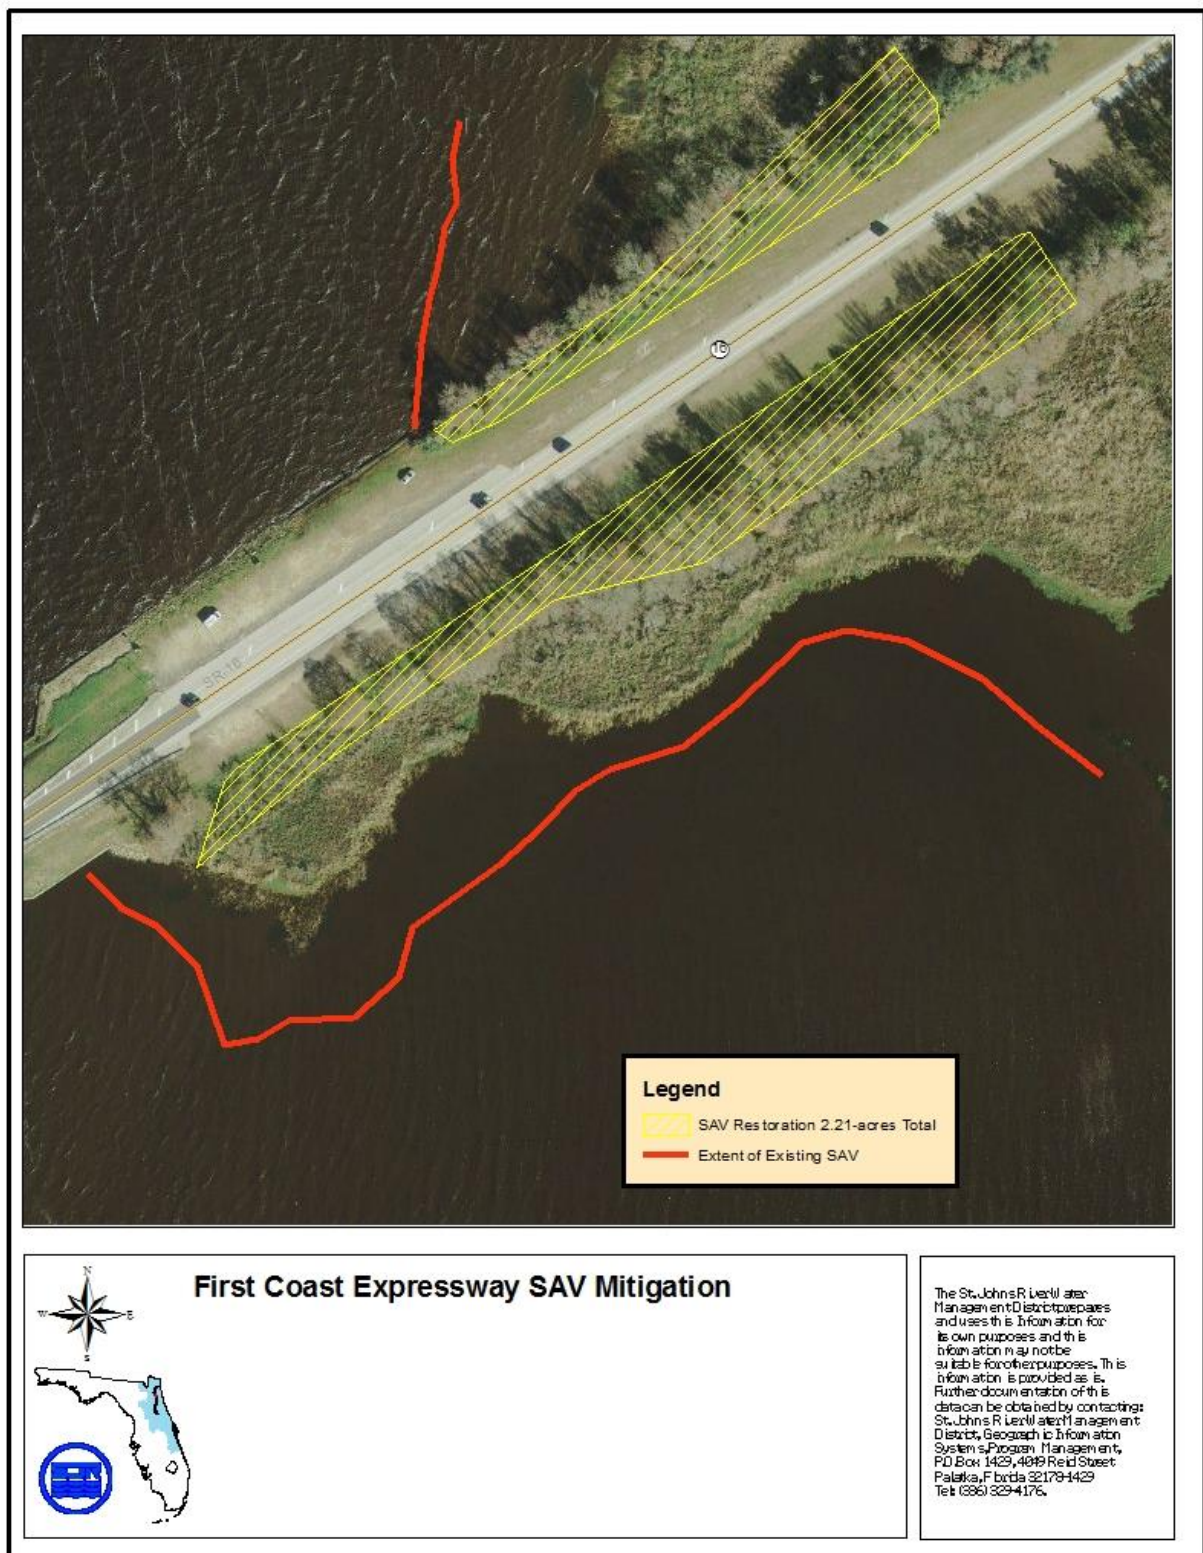 16
SR-16
Legend
SAV Restoration 2.21-acres Total
Extent of Existing SAV
N
W
E
S
First Coast Expressway SAV Mitigation
The St. Johns River Water
Management District prepares
and uses this information for
its own purposes and this
information may not be
suitable for other purposes. This
information is provided as is.
Further documentation of this
data can be obtained by contacting:
St. Johns River Water Management
District, Geographic Information
Systems, Program Management,
P.O. Box 1429, 4049 Reid Street
Palatka, Florida 32178-1429
Tel: (386) 329-4176.